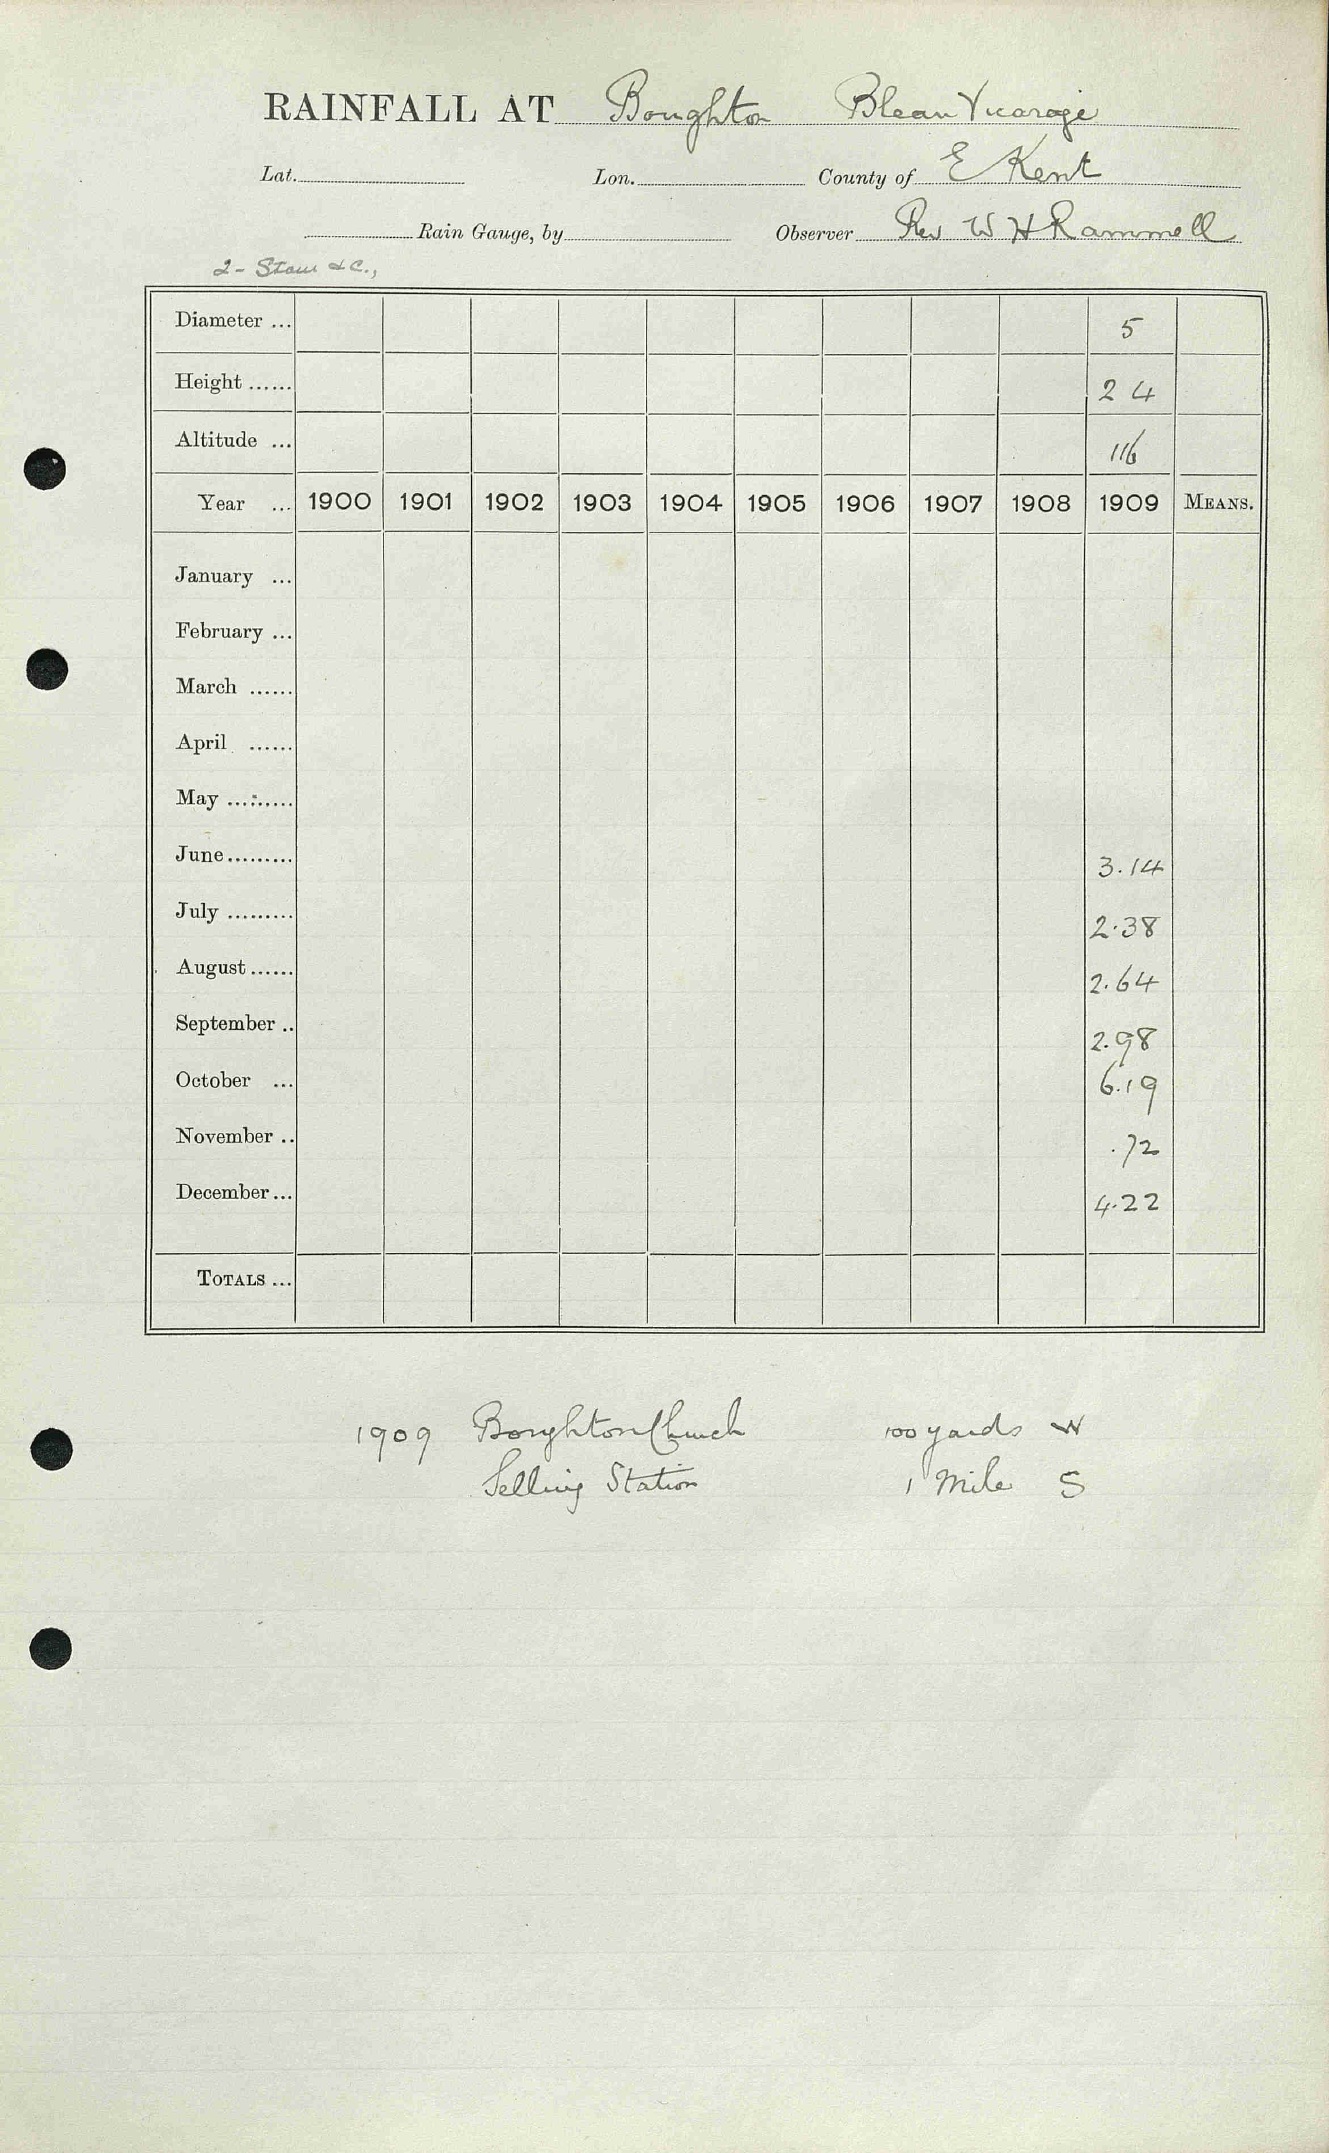 RAINFALL AT Boughton Blean Vicarage
Lat. Lon. County of E Kent
Rain Gauge, by Observer Rev W H Rammell
2 - Stour &c.,
Diameter ... 5
Height ...... 24
Altitude ... 116
Year ... 1900 1901 1902 1903 1904 1905 1906 1907 1908 1909 MEANS.
January ...
February ...
March ......
April ......
May .........
June ......... 3.14
July ......... 2.38
August ...... 2.64
September .. 2.98
October ... 6.19
November .. .72
December ... 4.22
TOTALS ...
1909 Boughton Church 100 yards W
Selling Station 1 Mile S